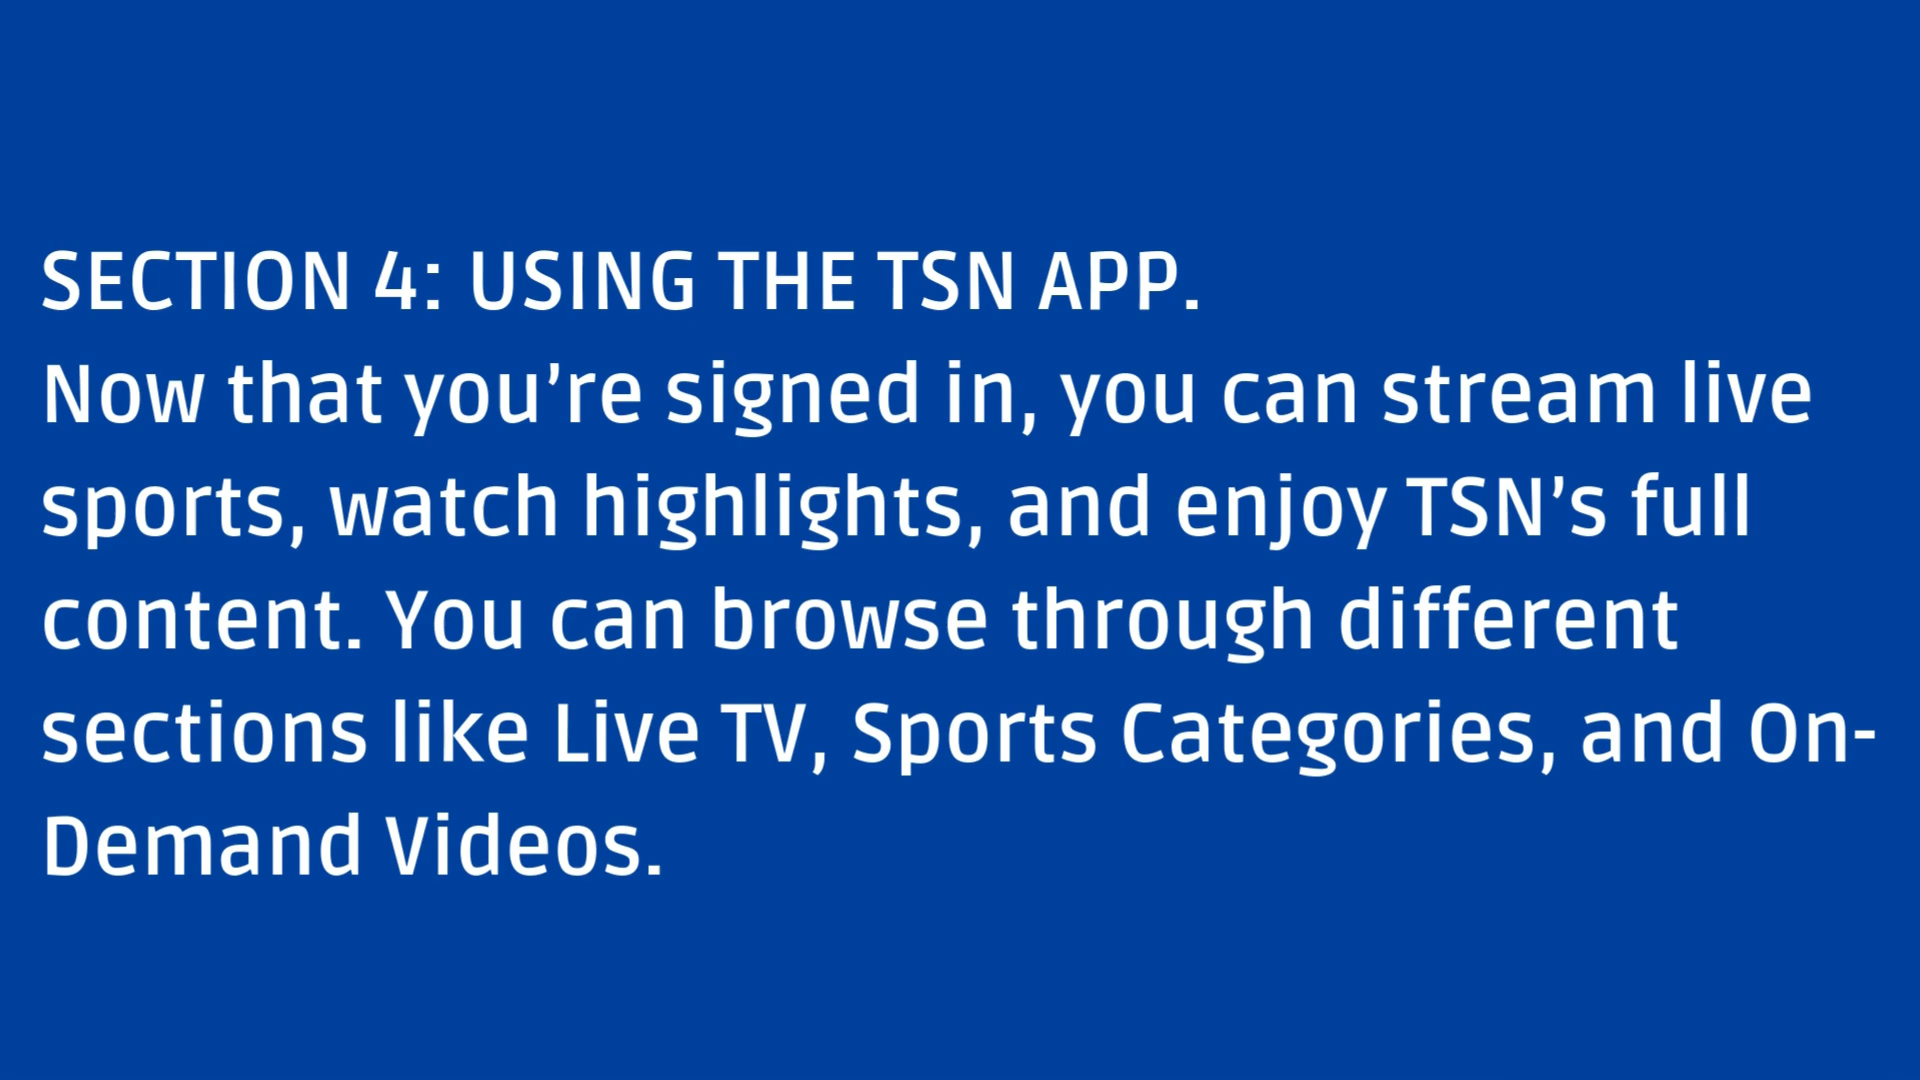 SECTION 4: USING THE TSN APP.
Now that you’re signed in, you can stream live
sports, watch highlights, and enjoy TSN’s full
content. You can browse through different
sections like Live TV, Sports Categories, and On-
Demand Videos.